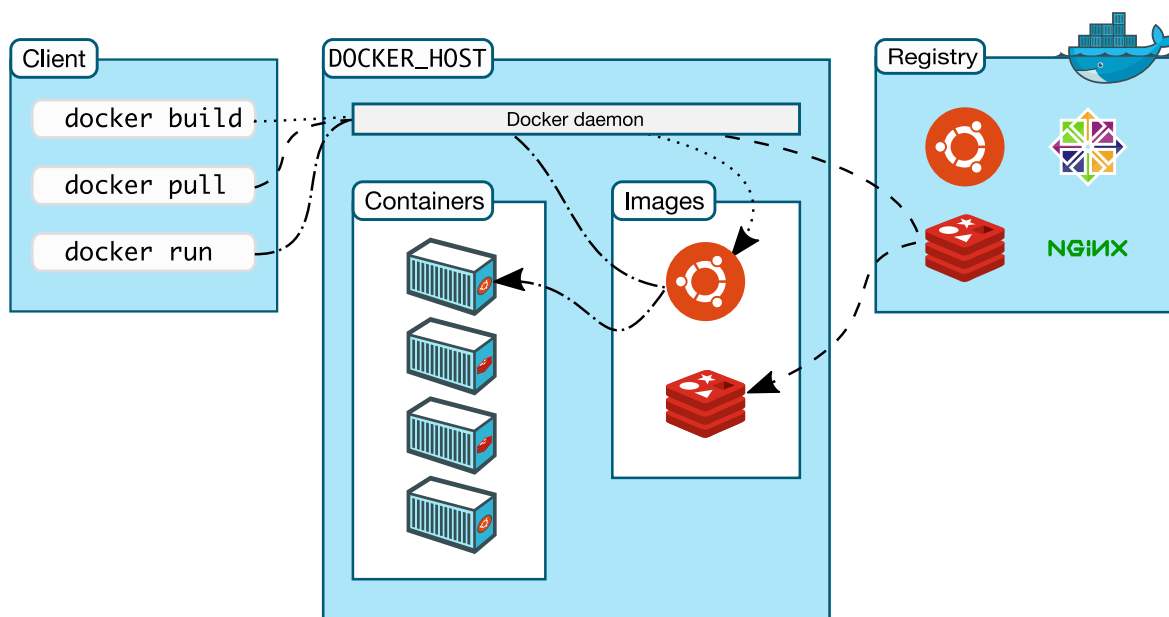 Client
docker build
docker pull
docker run
DOCKER_HOST
Docker daemon
Containers
Images
Registry
NGiNX